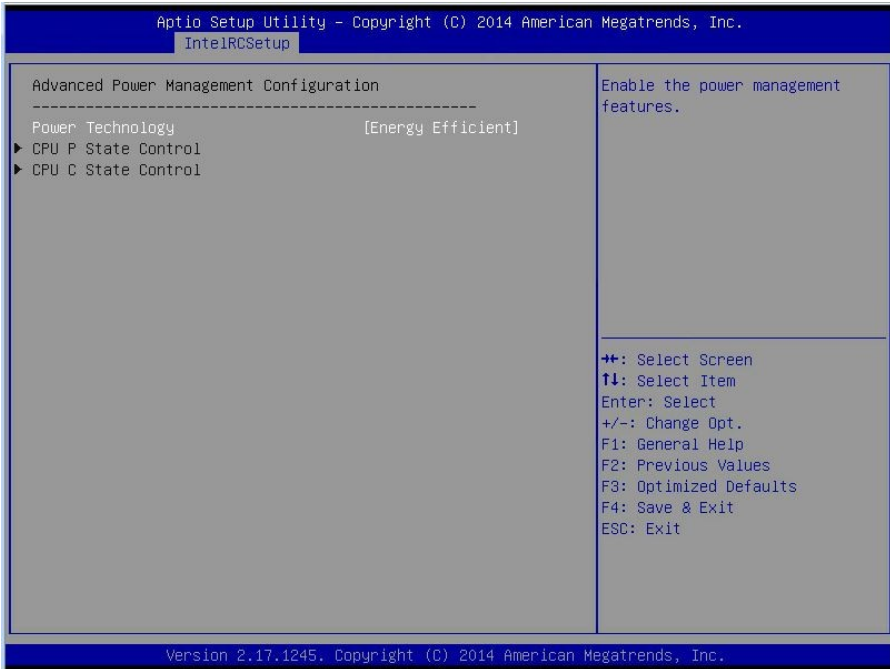 Aptio Setup Utility – Copyright (C) 2014 American Megatrends, Inc.
IntelRCSetup
Advanced Power Management Configuration
--------------------------------------------------
Power Technology [Energy Efficient]
▶ CPU P State Control
▶ CPU C State Control
Enable the power management
features.
→←: Select Screen
↑↓: Select Item
Enter: Select
+/-: Change Opt.
F1: General Help
F2: Previous Values
F3: Optimized Defaults
F4: Save & Exit
ESC: Exit
Version 2.17.1245. Copyright (C) 2014 American Megatrends, Inc.